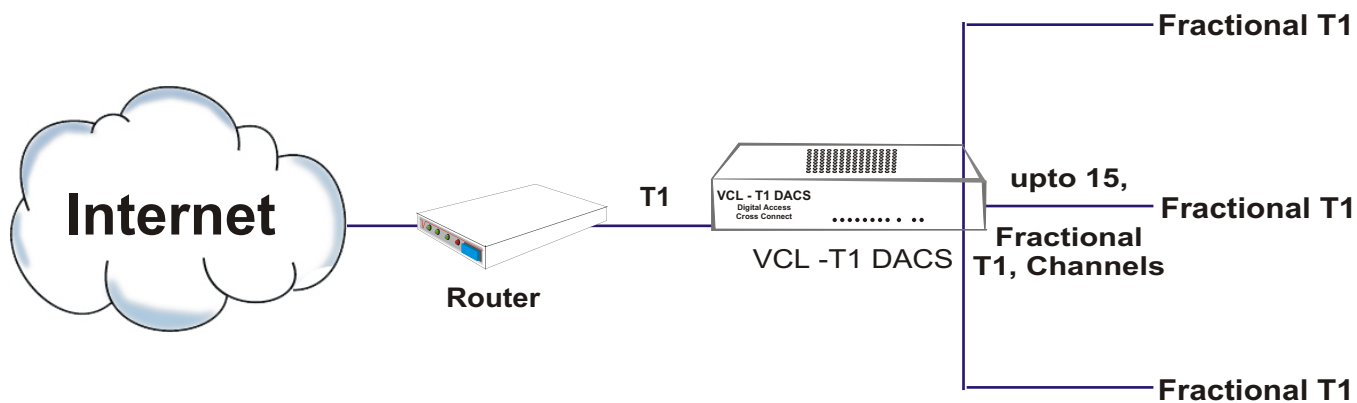 Fractional T1
Internet
Router
T1
VCL - T1 DACS
Digital Access
Cross Connect
VCL -T1 DACS
upto 15,
Fractional
T1, Channels
Fractional T1
Fractional T1